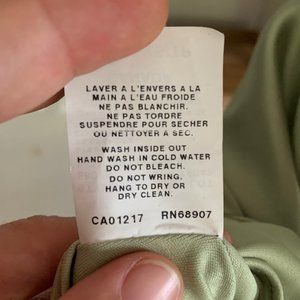 LAVER A L'ENVERS A LA
MAIN A L'EAU FROIDE
NE PAS BLANCHIR.
NE PAS TORDRE
SUSPENDRE POUR SECHER
OU NETTOYER A SEC.
WASH INSIDE OUT
HAND WASH IN COLD WATER
DO NOT BLEACH.
DO NOT WRING.
HANG TO DRY OR
DRY CLEAN.
CA01217 RN68907